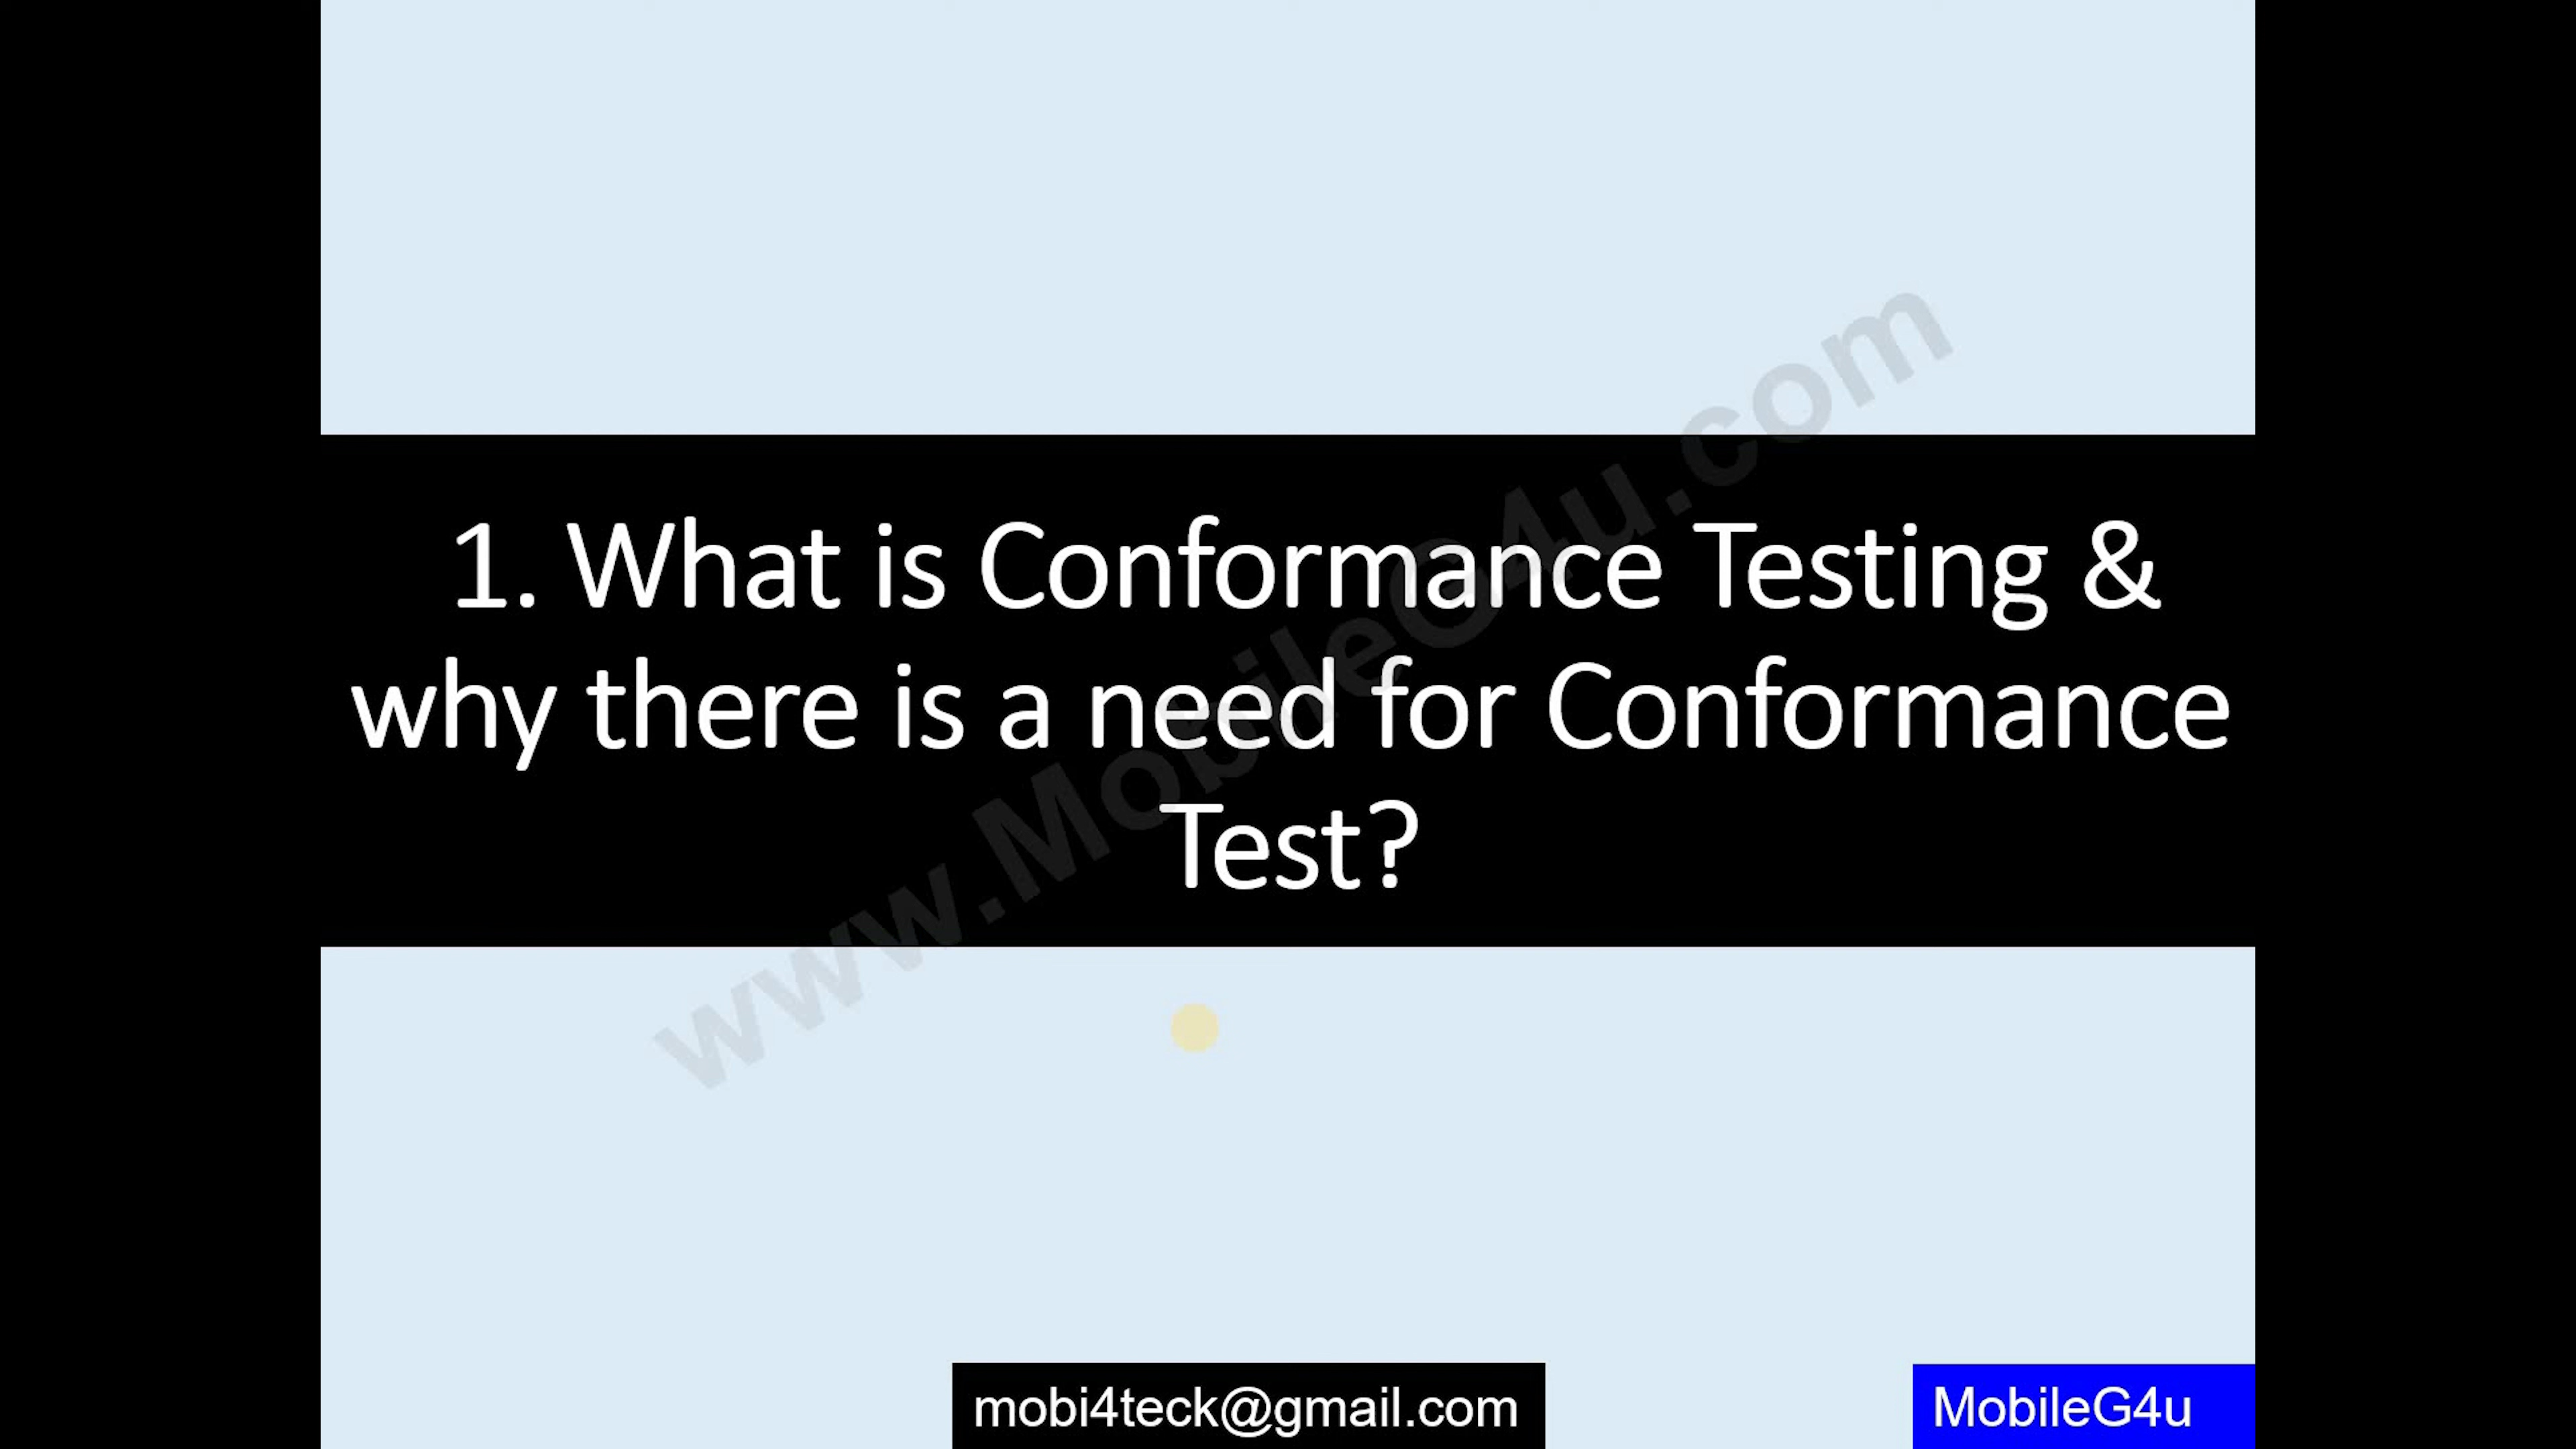 1. What is Conformance Testing &
why there is a need for Conformance
Test?
www.MobileG4u.com
mobi4teck@gmail.com
MobileG4u